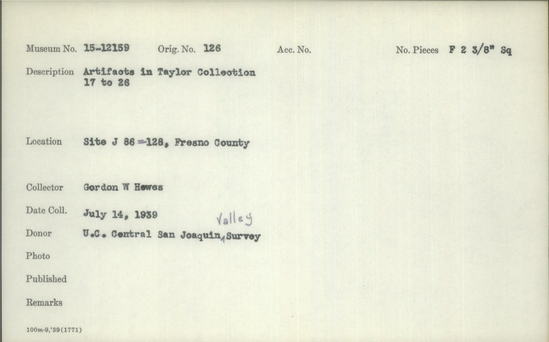 Museum No. 15-12159 Orig. No. 126 Acc. No. No. Pieces F 2 3/8" Sq
Description Artifacts in Taylor Collection
17 to 26
Location Site J 86 =128, Fresno County
Collector Gordon W Hewes
Date Coll. July 14, 1939
Valley
Donor U.C. Central San Joaquin, Survey
Photo
Published
Remarks
100m-9,'39(1771)